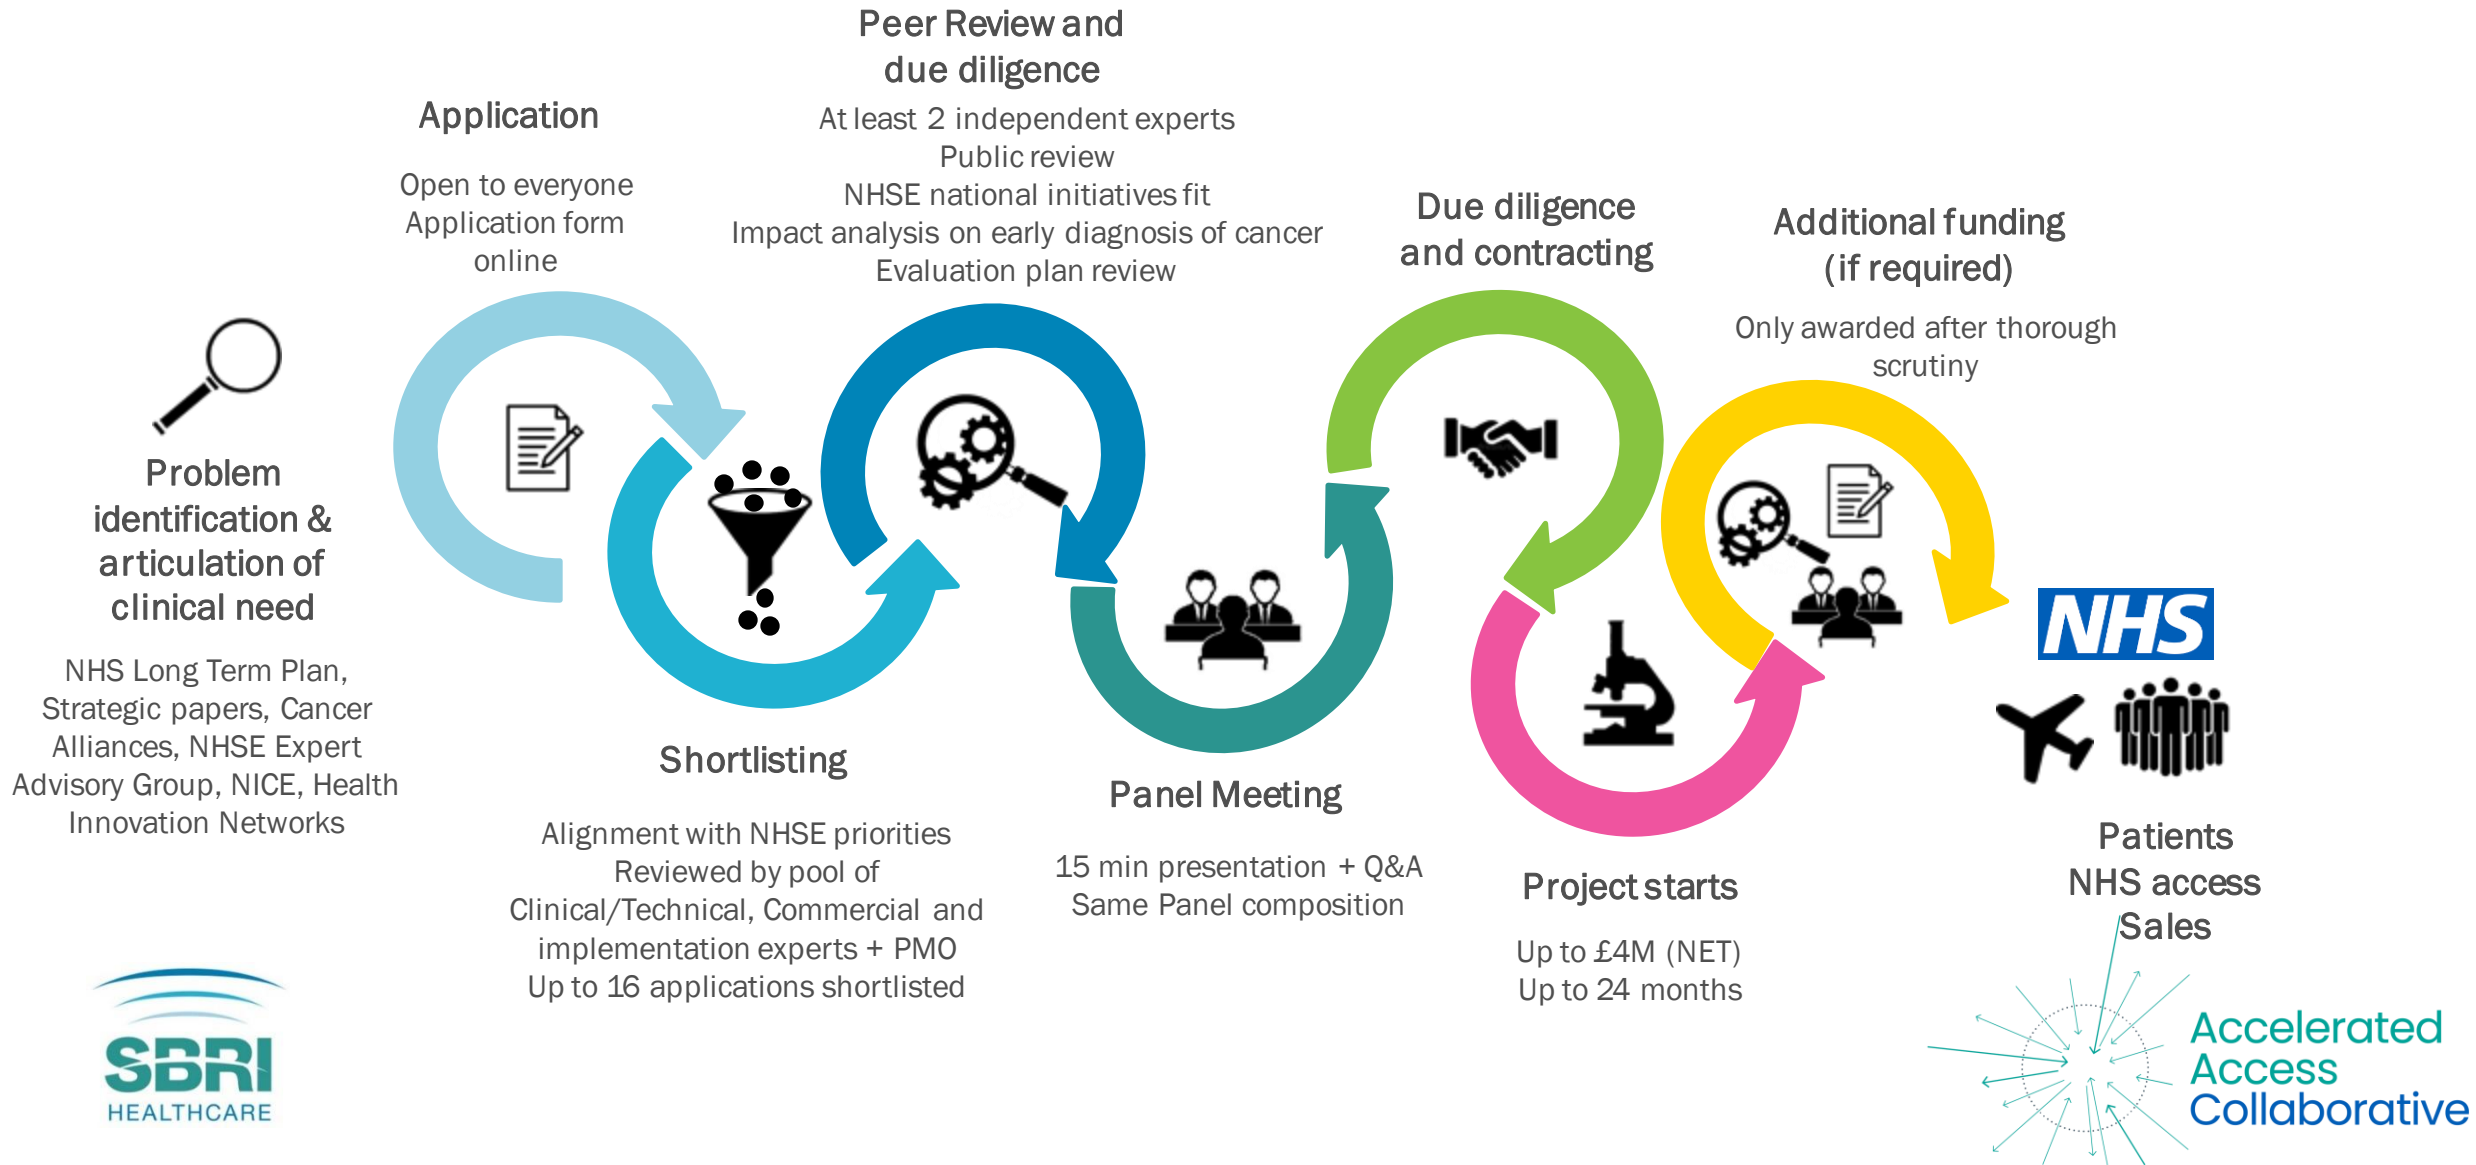 Problem
identification &
articulation of
clinical need
NHS Long Term Plan,
Strategic papers, Cancer
Alliances, NHSE Expert
Advisory Group, NICE, Health
Innovation Networks
Application
Open to everyone
Application form
online
Shortlisting
Alignment with NHSE priorities
Reviewed by pool of
Clinical/Technical, Commercial and
implementation experts + PMO
Up to 16 applications shortlisted
Peer Review and
due diligence
At least 2 independent experts
Public review
NHSE national initiatives fit
Impact analysis on early diagnosis of cancer
Evaluation plan review
Panel Meeting
15 min presentation + Q&A
Same Panel composition
Due diligence
and contracting
Project starts
Up to £4M (NET)
Up to 24 months
Additional funding
(if required)
Only awarded after thorough
scrutiny
NHS
Patients
NHS access
Sales
SBRI
HEALTHCARE
Accelerated
Access
Collaborative